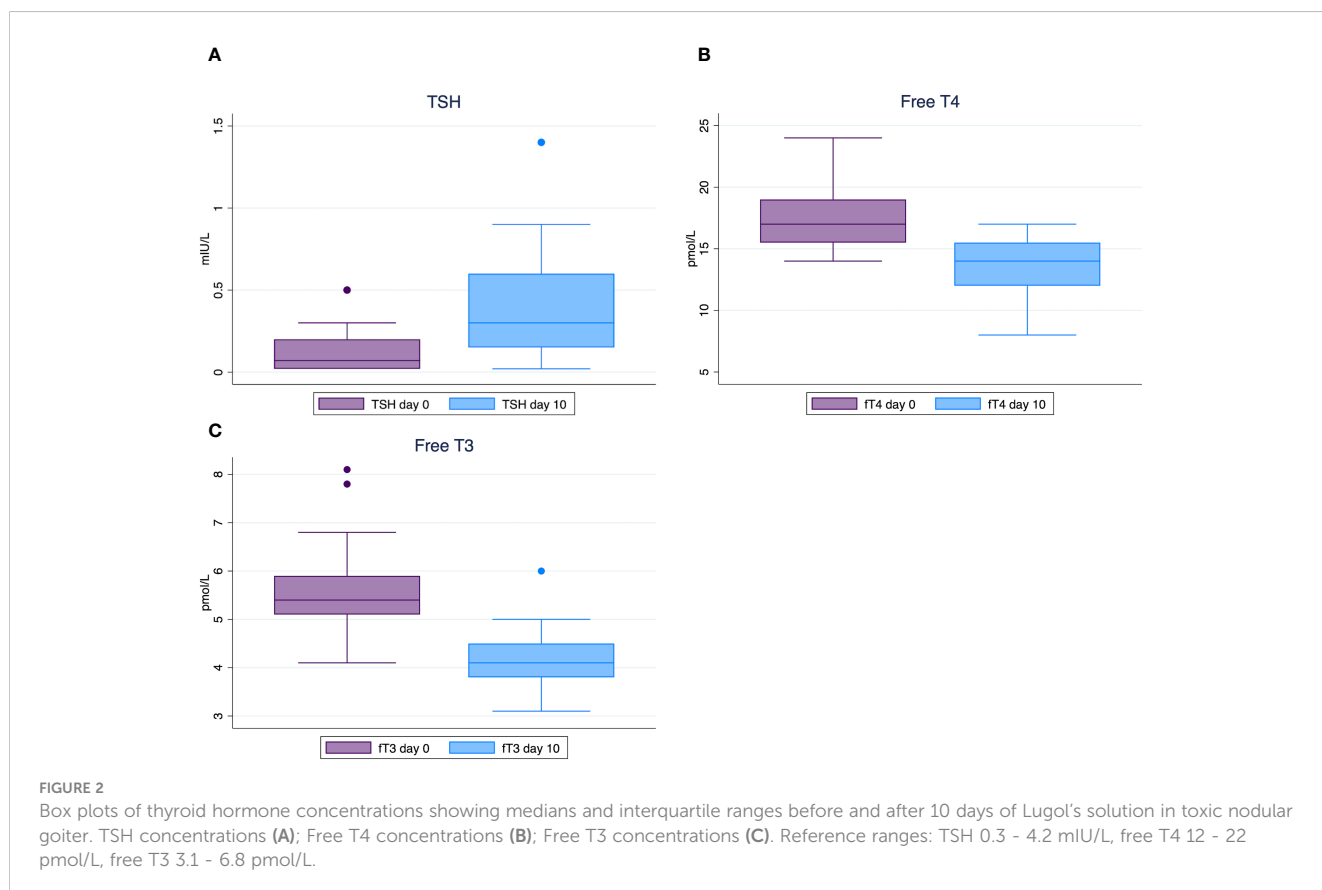 A
TSH
1.5
1
0.5
0
mIU/L
TSH day 0 TSH day 10
B
Free T4
25
20
15
10
5
pmol/L
fT4 day 0 fT4 day 10
C
Free T3
8
7
6
5
4
3
pmol/L
fT3 day 0 fT3 day 10
FIGURE 2
Box plots of thyroid hormone concentrations showing medians and interquartile ranges before and after 10 days of Lugol’s solution in toxic nodular
goiter. TSH concentrations (A); Free T4 concentrations (B); Free T3 concentrations (C). Reference ranges: TSH 0.3 - 4.2 mIU/L, free T4 12 - 22
pmol/L, free T3 3.1 - 6.8 pmol/L.